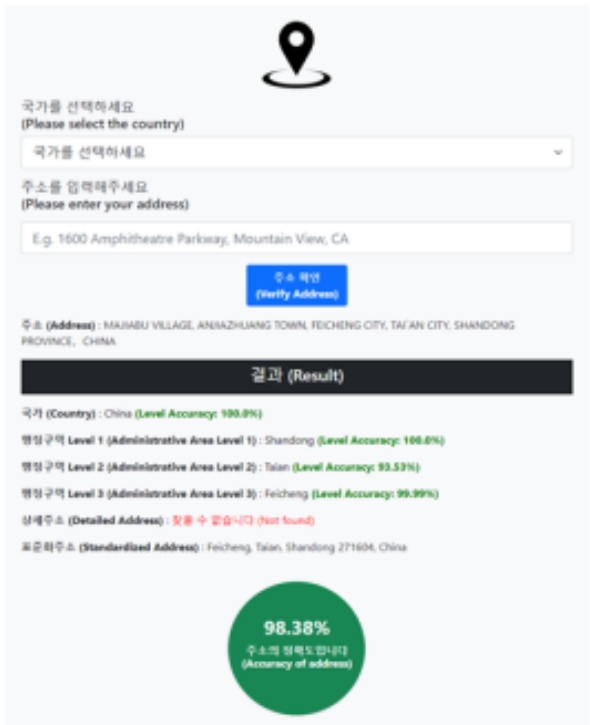 국가를 선택하세요
(Please select the country)
국가를 선택하세요
주소를 입력해주세요
(Please enter your address)
E.g. 1600 Amphitheatre Parkway, Mountain View, CA
주소 확인
(Verify Address)
주소 (Address) : MAJIABU VILLAGE, ANJIAZHUANG TOWN, FEICHENG CITY, TAI'AN CITY, SHANDONG
PROVINCE, CHINA
결과 (Result)
국가 (Country) : China (Level Accuracy: 100.0%)
행정구역 Level 1 (Administrative Area Level 1) : Shandong (Level Accuracy: 100.0%)
행정구역 Level 2 (Administrative Area Level 2) : Taian (Level Accuracy: 93.53%)
행정구역 Level 3 (Administrative Area Level 3) : Feicheng (Level Accuracy: 99.99%)
상세주소 (Detailed Address) : 찾을 수 없습니다 (Not found)
표준화주소 (Standardized Address) : Feicheng, Taian, Shandong 271604, China
98.38%
주소의 정확도입니다
(Accuracy of address)